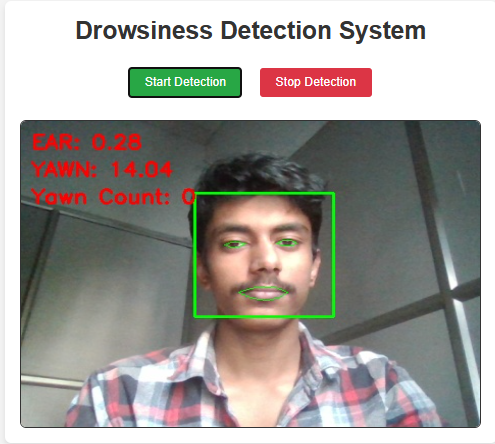 Drowsiness Detection System
Start Detection Stop Detection
EAR: 0.28
YAWN: 14.04
Yawn Count: 0